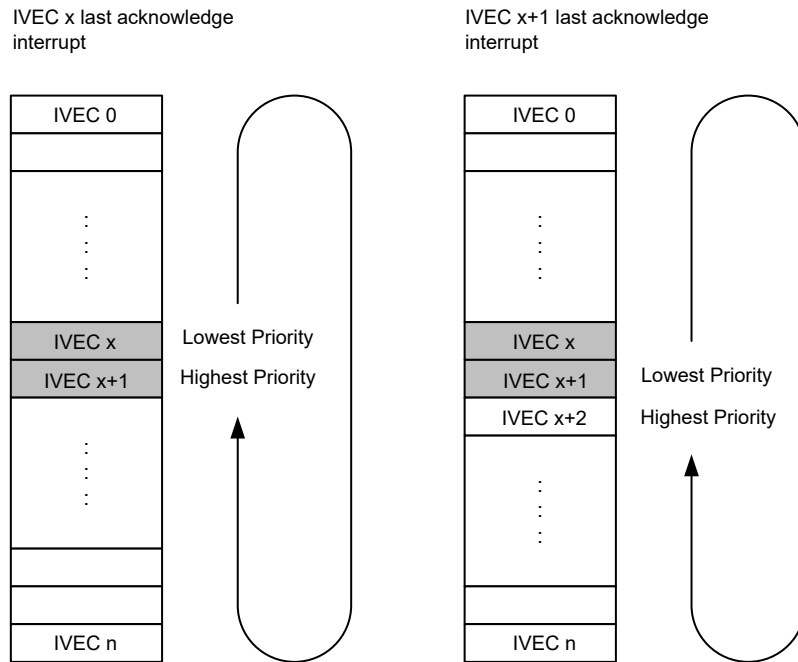 IVEC x last acknowledge
interrupt
IVEC 0
:
:
:
IVEC x
Lowest Priority
IVEC x+1
Highest Priority
:
:
:
IVEC n
IVEC x+1 last acknowledge
interrupt
IVEC 0
:
:
:
IVEC x
IVEC x+1
Lowest Priority
IVEC x+2
Highest Priority
:
:
:
IVEC n